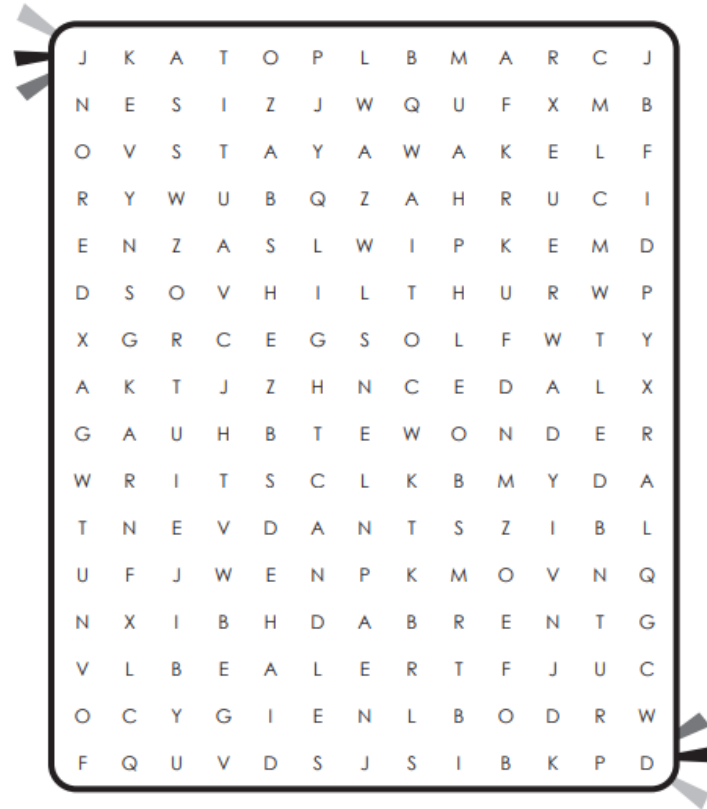 J K A T O P L B M A R C J
N E S I Z J W Q U F X M B
O V S T A Y A W A K E L F
R Y W U B Q Z A H R U C I
E N Z A S L W I P K E M D
D S O V H I L T H U R W P
X G R C E G S O L F W T Y
A K T J Z H N C E D A L X
G A U H B T E W O N D E R
W R I T S C L K B M Y D A
T N E V D A N T S Z I B L
U F J W E N P K M O V N Q
N X I B H D A B R E N T G
V L B E A L E R T F J U C
O C Y G I E N L B O D R W
F Q U V D S J S I B K P D